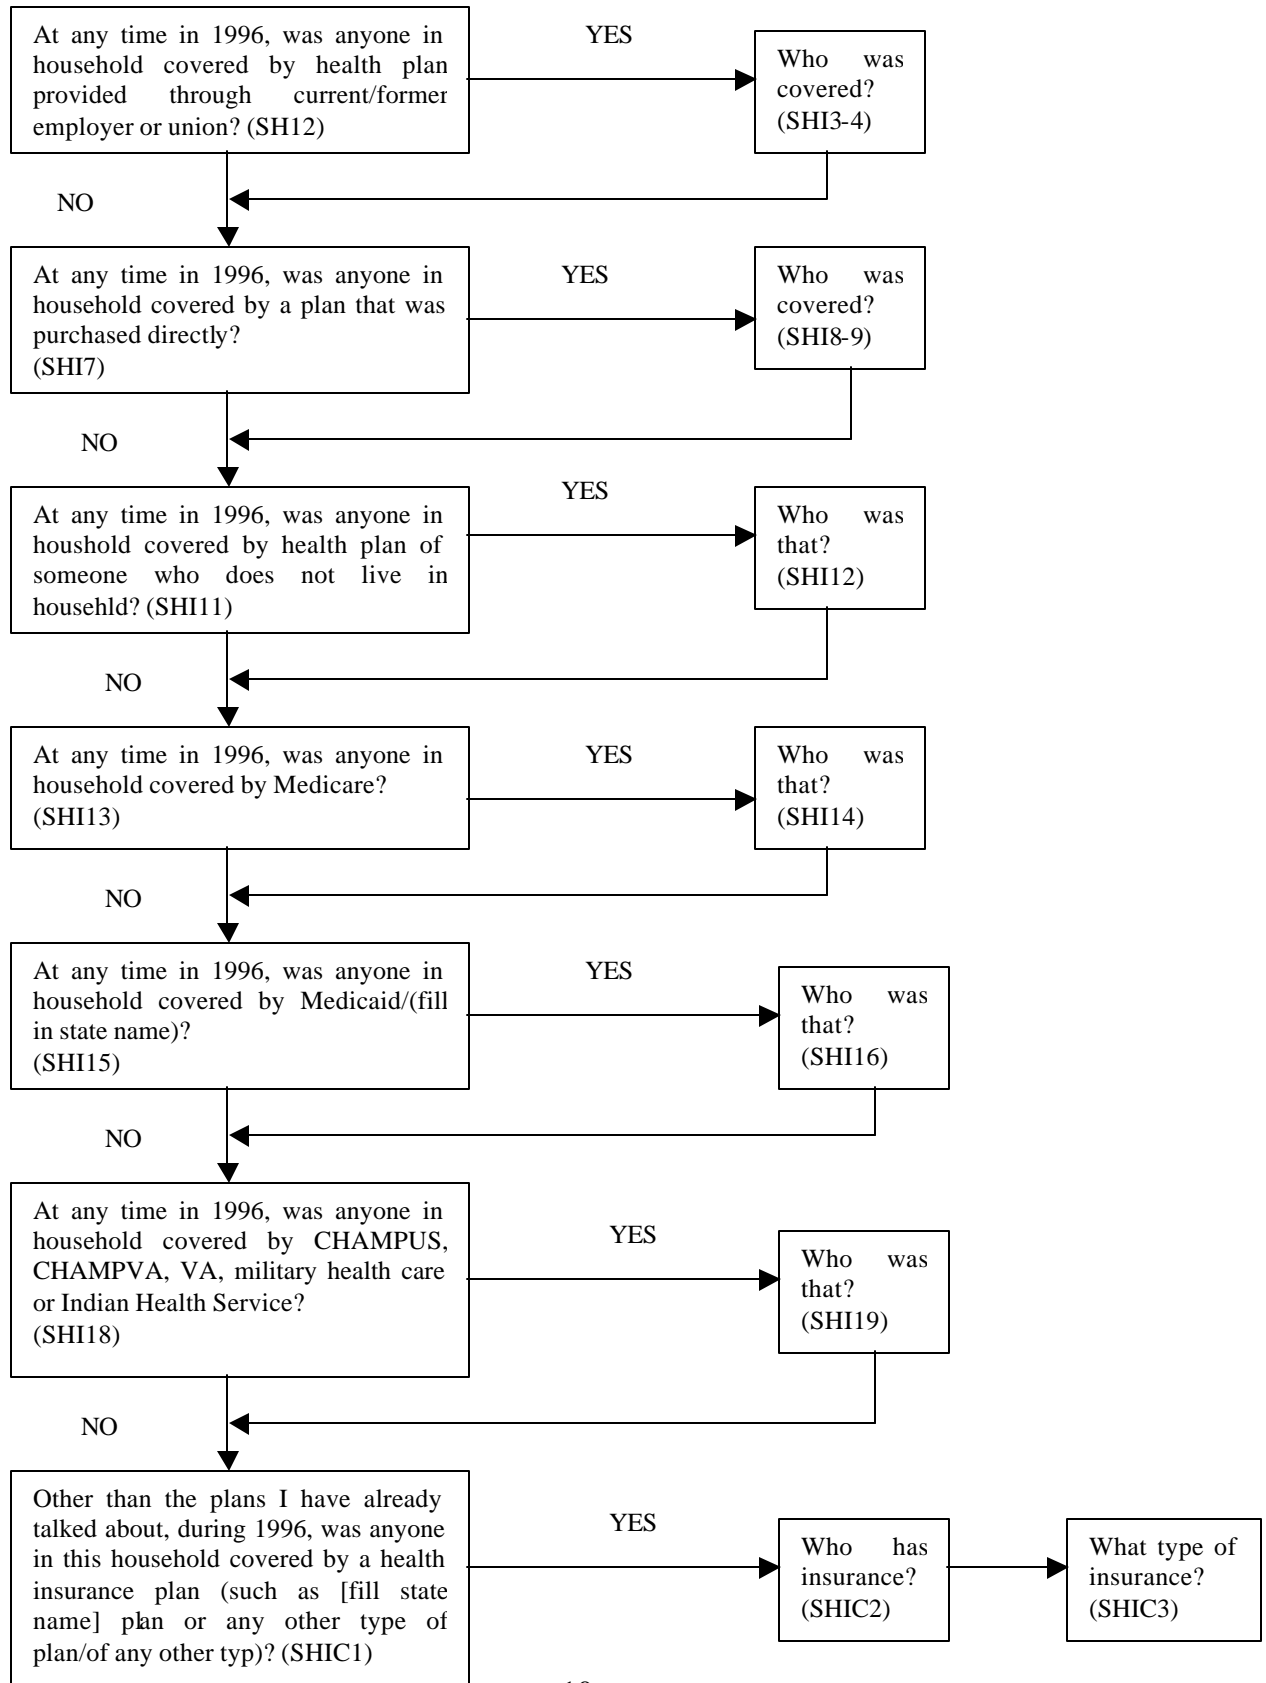 At any time in 1996, was anyone in
household covered by health plan
provided through current/former
employer or union? (SH12)
YES
Who was
covered?
(SHI3-4)
NO
At any time in 1996, was anyone in
household covered by a plan that was
purchased directly?
(SHI7)
YES
Who was
covered?
(SHI8-9)
NO
At any time in 1996, was anyone in
houshold covered by health plan of
someone who does not live in
househld? (SHI11)
YES
Who was
that?
(SHI12)
NO
At any time in 1996, was anyone in
household covered by Medicare?
(SHI13)
YES
Who was
that?
(SHI14)
NO
At any time in 1996, was anyone in
household covered by Medicaid/(fill
in state name)?
(SHI15)
YES
Who was
that?
(SHI16)
NO
At any time in 1996, was anyone in
household covered by CHAMPUS,
CHAMPVA, VA, military health care
or Indian Health Service?
(SHI18)
YES
Who was
that?
(SHI19)
NO
Other than the plans I have already
talked about, during 1996, was anyone
in this household covered by a health
insurance plan (such as [fill state
name] plan or any other type of
plan/of any other typ)? (SHIC1)
YES
Who has
insurance?
(SHIC2)
What type of
insurance?
(SHIC3)